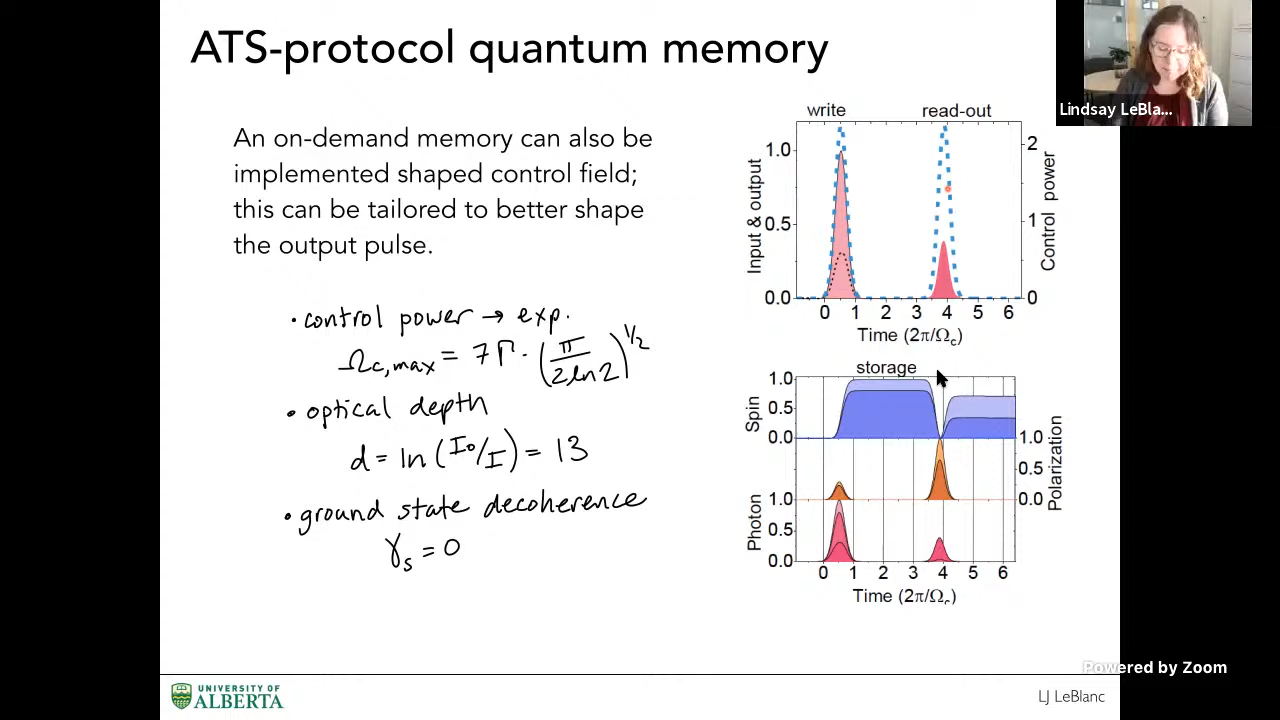 ATS-protocol quantum memory
Lindsay LeBla...
An on-demand memory can also be
implemented shaped control field;
this can be tailored to better shape
the output pulse.
• control power → exp.
Ωc,max = 7Γ · (π / 2ln2)^1/2
• optical depth
d = ln (I0/I) = 13
• ground state decoherence
γs = 0
write read-out
1.0 2
0.5 1
0.0 0
Input & output
Control power
0 1 2 3 4 5 6
Time (2π/Ωc)
storage
1.0
0.5
0.0 1.0
0.5
1.0 0.0
0.5
0.0
Spin
Polarization
Photon
0 1 2 3 4 5 6
Time (2π/Ωc)
Powered by Zoom
UNIVERSITY OF
ALBERTA
LJ LeBlanc